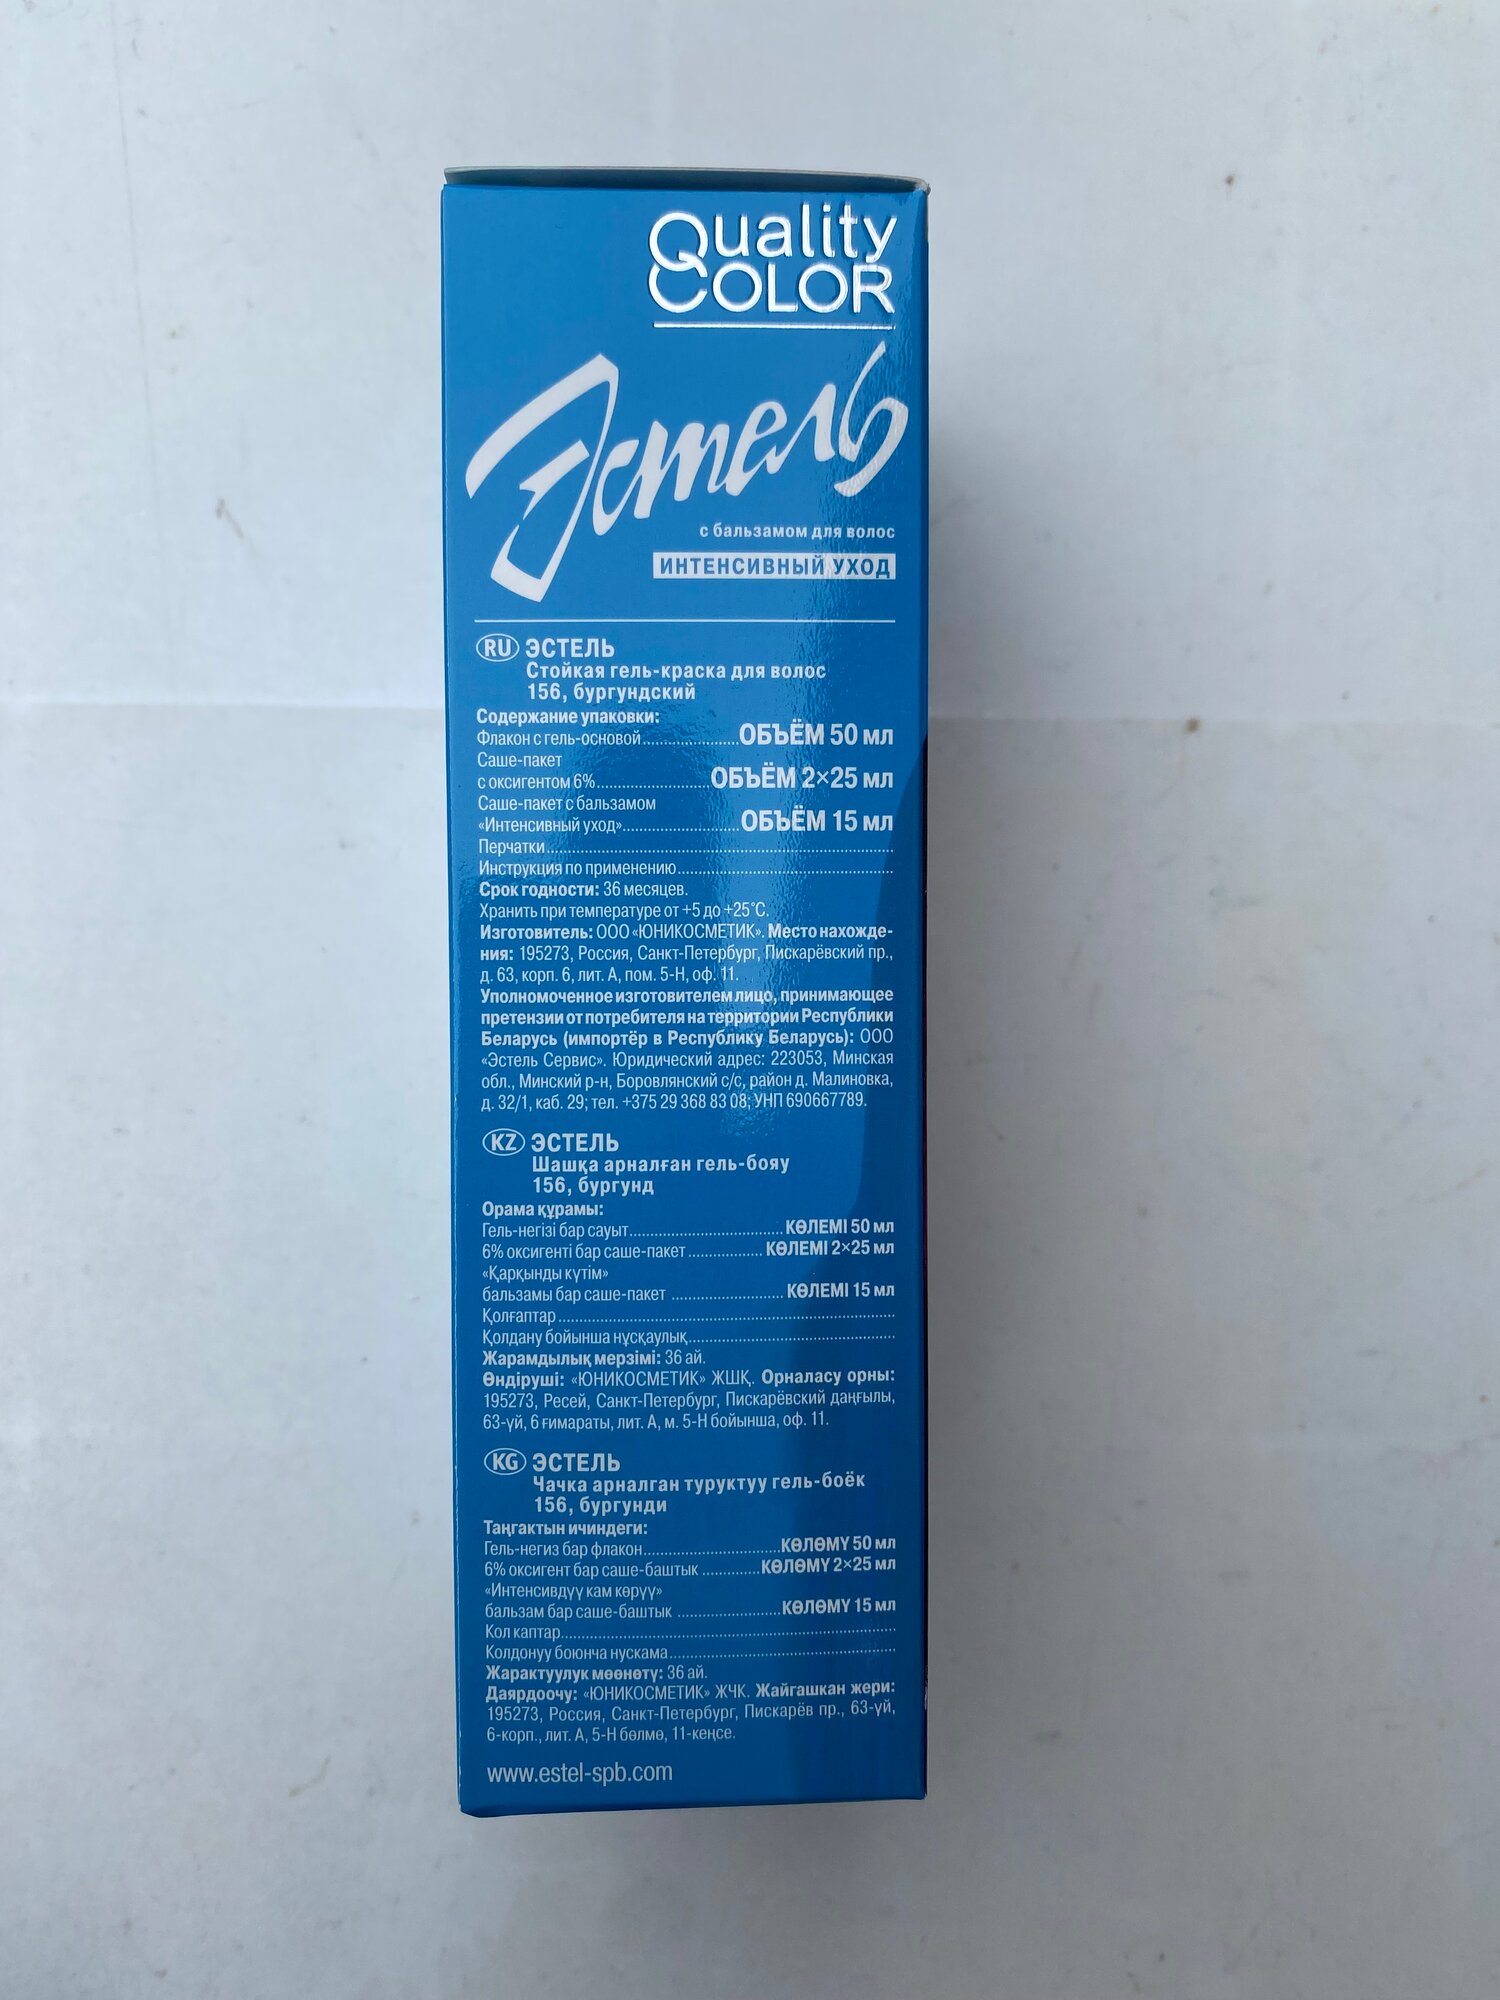 Quality
COLOR
Эстель
с бальзамом для волос
ИНТЕНСИВНЫЙ УХОД
RU ЭСТЕЛЬ
Стойкая гель-краска для волос
156, бургундский
Содержание упаковки:
Флакон с гель-основой......................ОБЪЁМ 50 мл
Саше-пакет
с оксигентом 6%..........................ОБЪЁМ 2×25 мл
Саше-пакет с бальзамом
«Интенсивный уход»...........................ОБЪЁМ 15 мл
Перчатки................................................................................
Инструкция по применению..................................................
Срок годности: 36 месяцев.
Хранить при температуре от +5 до +25°С.
Изготовитель: ООО «ЮНИКОСМЕТИК». Место нахожде-
ния: 195273, Россия, Санкт-Петербург, Пискарёвский пр.,
д. 63, корп. 6, лит. А, пом. 5-Н, оф. 11.
Уполномоченное изготовителем лицо, принимающее
претензии от потребителя на территории Республики
Беларусь (импортёр в Республику Беларусь): ООО
«Эстель Сервис». Юридический адрес: 223053, Минская
обл., Минский р-н, Боровлянский с/с, район д. Малиновка,
д. 32/1, каб. 29; тел. +375 29 368 83 08; УНП 690667789.
KZ ЭСТЕЛЬ
Шашқа арналған гель-бояу
156, бургунд
Орама құрамы:
Гель-негізі бар сауыт...................................КӨЛЕМІ 50 мл
6% оксигенті бар саше-пакет.................КӨЛЕМІ 2×25 мл
«Қарқынды күтім»
бальзамы бар саше-пакет ..........................КӨЛЕМІ 15 мл
Қолғаптар..............................................................................
Қолдану бойынша нұсқаулық................................................
Жарамдылық мерзімі: 36 ай.
Өндіруші: «ЮНИКОСМЕТИК» ЖШҚ. Орналасу орны:
195273, Ресей, Санкт-Петербург, Пискарёвский даңғылы,
63-үй, 6 ғимараты, лит. А, м. 5-Н бойынша, оф. 11.
KG ЭСТЕЛЬ
Чачка арналган туруктуу гель-боёк
156, бургунди
Таңгактын ичиндеги:
Гель-негиз бар флакон................................КӨЛӨМҮ 50 мл
6% оксигент бар саше-баштык .............КӨЛӨМҮ 2×25 мл
«Интенсивдүү кам көрүү»
бальзам бар саше-баштык ........................КӨЛӨМҮ 15 мл
Кол каптар.............................................................................
Колдонуу боюнча нускама....................................................
Жарактуулук мөөнөтү: 36 ай.
Даярдоочу: «ЮНИКОСМЕТИК» ЖЧК. Жайгашкан жери:
195273, Россия, Санкт-Петербург, Пискарёв пр., 63-үй,
6-корп., лит. А, 5-Н бөлмө, 11-кеңсе.
www.estel-spb.com